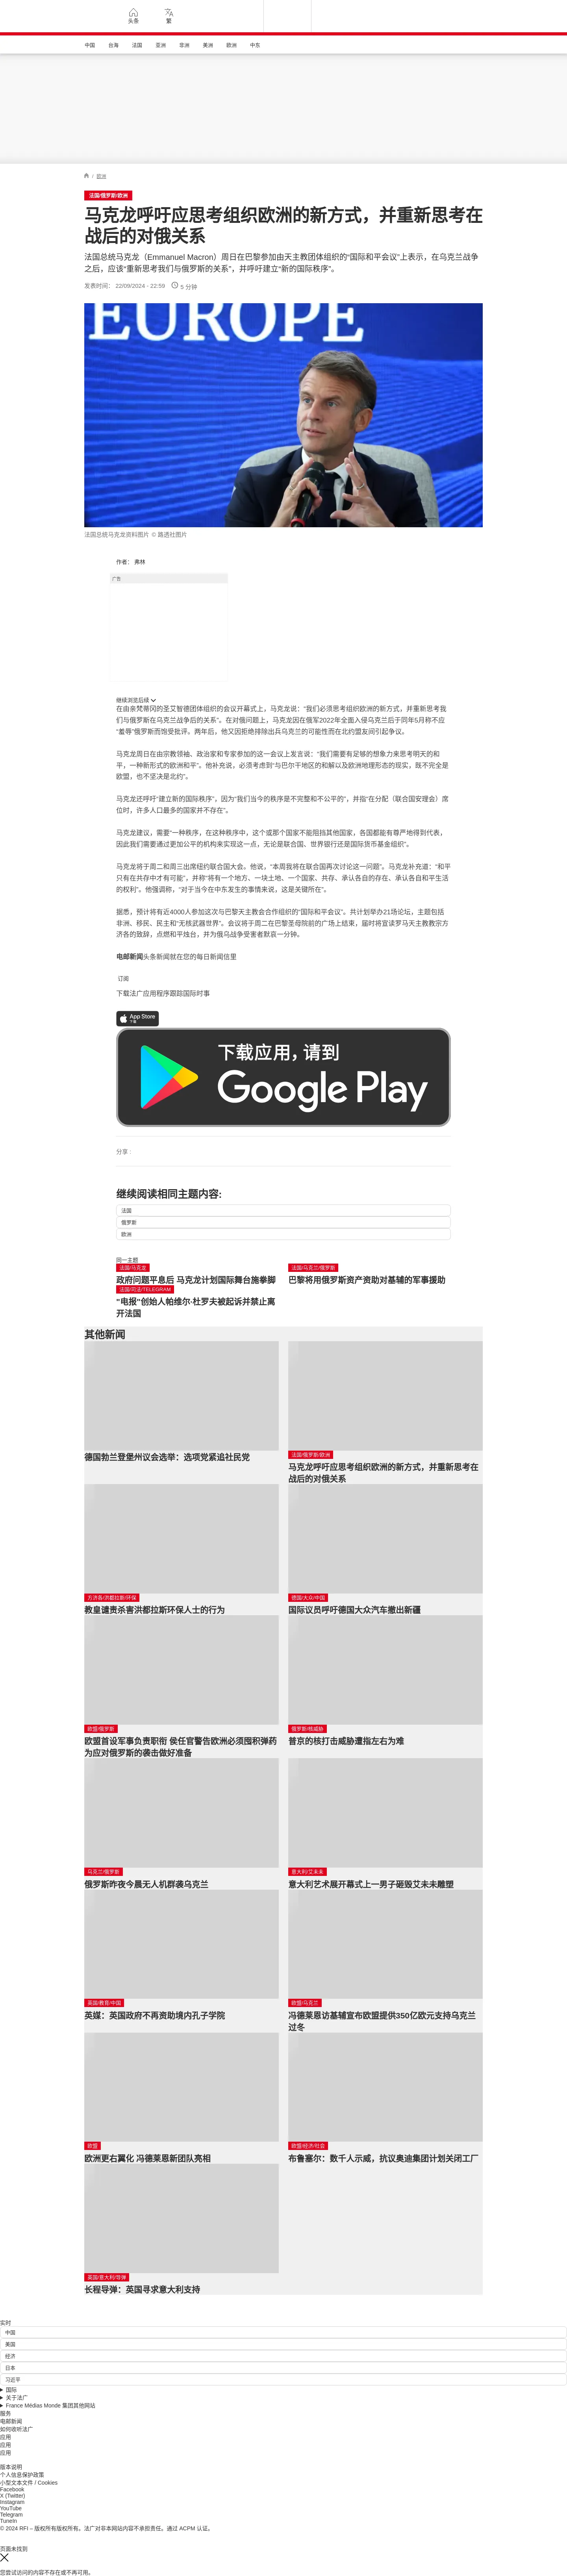 头条
繁
中国
台海
法国
亚洲
非洲
美洲
欧洲
中东
/ 欧洲
法国/俄罗斯/欧洲
马克龙呼吁应思考组织欧洲的新方式，并重新思考在
战后的对俄关系
法国总统马克龙（Emmanuel Macron）周日在巴黎参加由天主教团体组织的“国际和平会议”上表示，在乌克兰战争
之后，应该“重新思考我们与俄罗斯的关系”，并呼吁建立“新的国际秩序”。
发表时间： 22/09/2024 - 22:59
5 分钟
EUROPE
法国总统马克龙资料图片 © 路透社图片
作者： 弗林
广告
继续浏览后续
在由亲梵蒂冈的圣艾智德团体组织的会议开幕式上，马克龙说：“我们必须思考组织欧洲的新方式，并重新思考我
们与俄罗斯在乌克兰战争后的关系”。在对俄问题上，马克龙因在俄军2022年全面入侵乌克兰后于同年5月称不应
“羞辱”俄罗斯而饱受批评。两年后，他又因拒绝排除出兵乌克兰的可能性而在北约盟友间引起争议。
马克龙周日在由宗教领袖、政治家和专家参加的这一会议上发言说：“我们需要有足够的想象力来思考明天的和
平，一种新形式的欧洲和平”。他补充说，必须考虑到“与巴尔干地区的和解以及欧洲地理形态的现实，既不完全是
欧盟，也不坚决是北约”。
马克龙还呼吁“建立新的国际秩序”，因为“我们当今的秩序是不完整和不公平的”，并指“在分配（联合国安理会）席
位时，许多人口最多的国家并不存在”。
马克龙建议，需要“一种秩序，在这种秩序中，这个或那个国家不能阻挡其他国家，各国都能有尊严地得到代表，
因此我们需要通过更加公平的机构来实现这一点，无论是联合国、世界银行还是国际货币基金组织”。
马克龙将于周二和周三出席纽约联合国大会。他说，“本周我将在联合国再次讨论这一问题”。马克龙补充道：“和平
只有在共存中才有可能”，并称“将有一个地方、一块土地、一个国家、共存、承认各自的存在、承认各自和平生活
的权利”。他强调称，“对于当今在中东发生的事情来说，这是关键所在”。
据悉，预计将有近4000人参加这次与巴黎天主教会合作组织的“国际和平会议”。共计划举办21场论坛，主题包括
非洲、移民、民主和“无核武器世界”。会议将于周二在巴黎圣母院前的广场上结束，届时将宣读罗马天主教教宗方
济各的致辞，点燃和平烛台，并为俄乌战争受害者默哀一分钟。
电邮新闻头条新闻就在您的每日新闻信里
订阅
下载法广应用程序跟踪国际时事
App Store
下载
下载应用，请到
Google Play
分享 :
继续阅读相同主题内容:
法国
俄罗斯
欧洲
同一主题
法国/马克龙
政府问题平息后 马克龙计划国际舞台施拳脚
法国/乌克兰/俄罗斯
巴黎将用俄罗斯资产资助对基辅的军事援助
法国/司法/TELEGRAM
“电报”创始人帕维尔·杜罗夫被起诉并禁止离
开法国
其他新闻
德国勃兰登堡州议会选举：选项党紧追社民党
法国/俄罗斯/欧洲
马克龙呼吁应思考组织欧洲的新方式，并重新思考在
战后的对俄关系
方济各/洪都拉斯/环保
教皇谴责杀害洪都拉斯环保人士的行为
德国/大众/中国
国际议员呼吁德国大众汽车撤出新疆
欧盟/俄罗斯
欧盟首设军事负责职衔 侯任官警告欧洲必须囤积弹药
为应对俄罗斯的袭击做好准备
俄罗斯/核威胁
普京的核打击威胁遭指左右为难
乌克兰/俄罗斯
俄罗斯昨夜今晨无人机群袭乌克兰
意大利/艾未未
意大利艺术展开幕式上一男子砸毁艾未未雕塑
英国/教育/中国
英媒：英国政府不再资助境内孔子学院
欧盟/乌克兰
冯德莱恩访基辅宣布欧盟提供350亿欧元支持乌克兰
过冬
欧盟
欧洲更右翼化 冯德莱恩新团队亮相
欧盟/经济/社会
布鲁塞尔：数千人示威，抗议奥迪集团计划关闭工厂
英国/意大利/导弹
长程导弹：英国寻求意大利支持
实时
中国
美国
经济
日本
习近平
国际
关于法广
France Médias Monde 集团其他网站
服务
电邮新闻
如何收听法广
应用
应用
应用
版本说明
个人信息保护政策
小型文本文件 / Cookies
Facebook
X (Twitter)
Instagram
YouTube
Telegram
TuneIn
© 2024 RFI – 版权所有版权所有。法广对非本网站内容不承担责任。通过 ACPM 认证。
页面未找到
您尝试访问的内容不存在或不再可用。